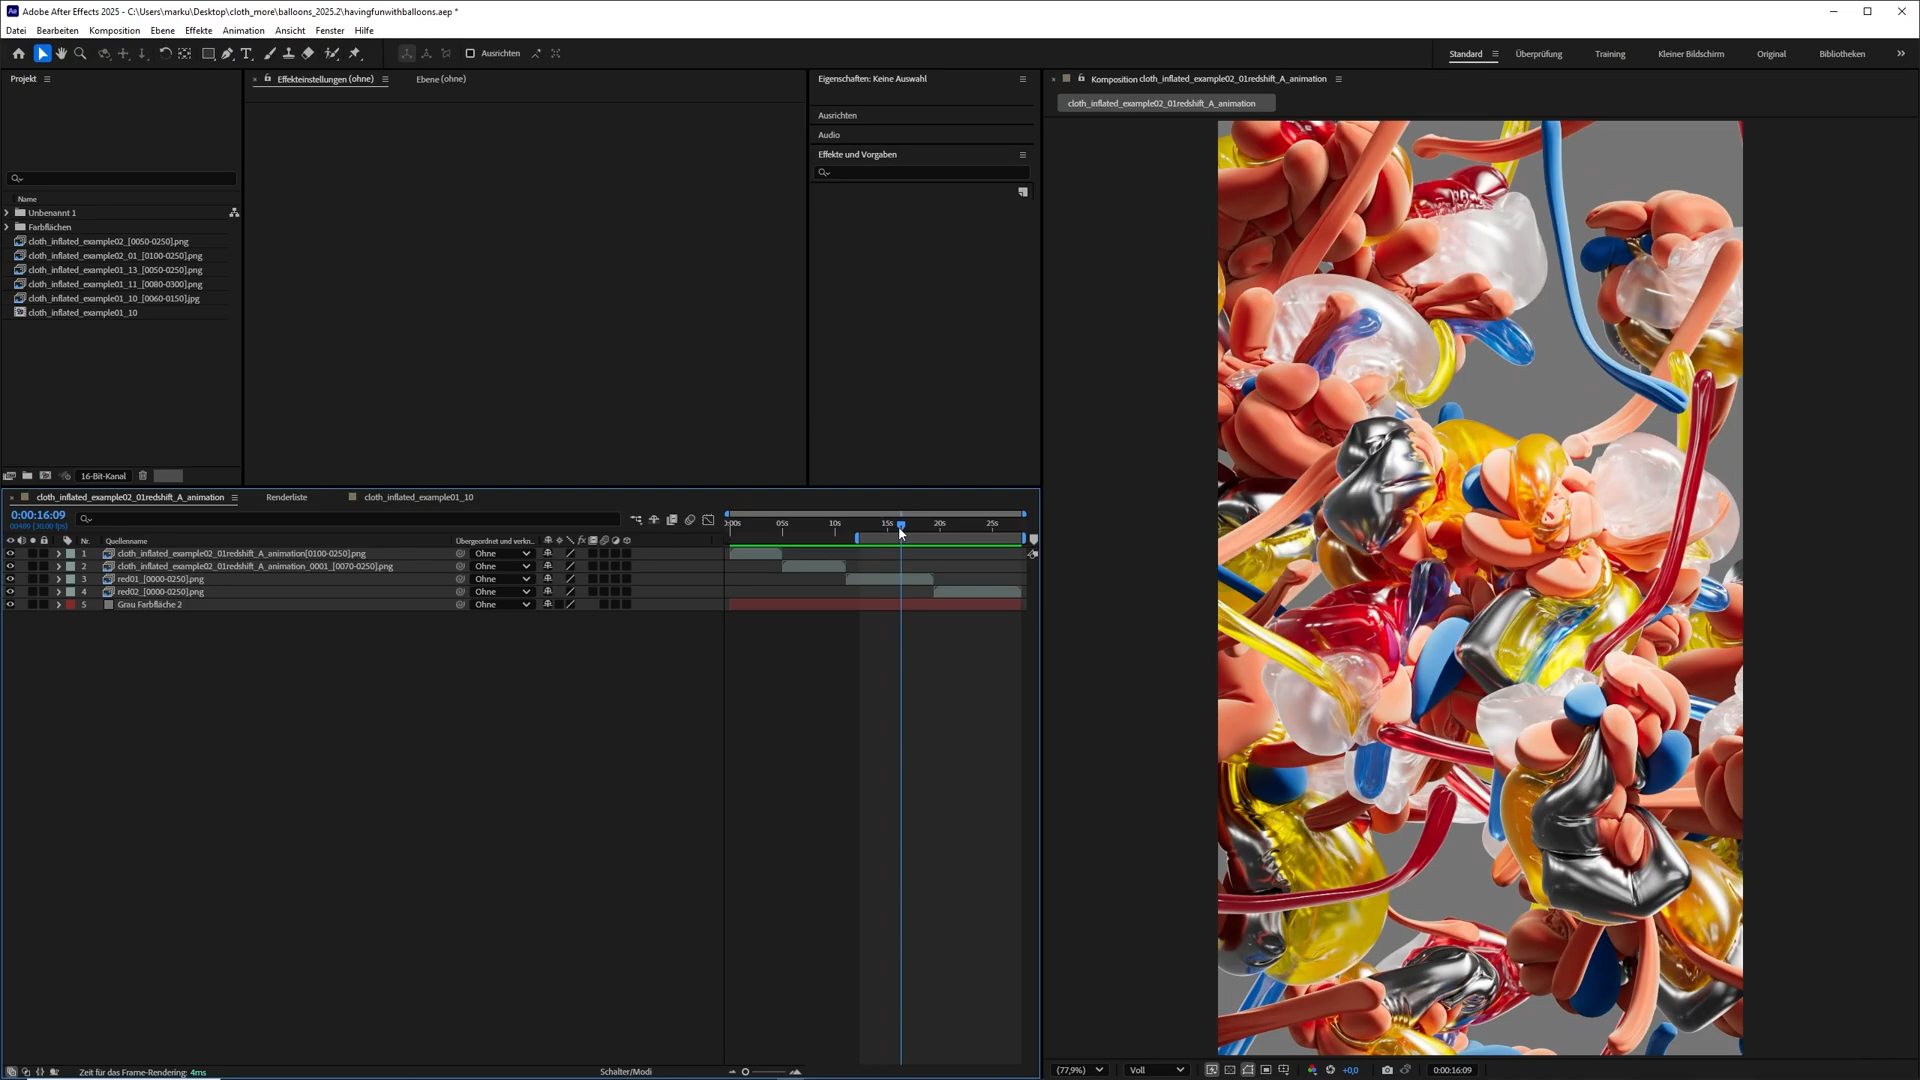 Adobe After Effects 2025 - C:\Users\marku\Desktop\cloth_more\balloons_2025.2\havingfunwithballoons.aep *
Datei Bearbeiten Komposition Ebene Effekte Animation Ansicht Fenster Hilfe
Ausrichten
Standard Überprüfung Training Kleiner Bildschirm Original Bibliotheken
Projekt
Effekteinstellungen (ohne) Ebene (ohne)
Eigenschaften: Keine Auswahl
Komposition cloth_inflated_example02_01redshift_A_animation
cloth_inflated_example02_01redshift_A_animation
Ausrichten
Audio
Effekte und Vorgaben
Name
Unbenannt 1
Farbflächen
cloth_inflated_example02_[0050-0250].png
cloth_inflated_example02_01_[0100-0250].png
cloth_inflated_example01_13_[0050-0250].png
cloth_inflated_example01_11_[0080-0300].png
cloth_inflated_example01_10_[0060-0150].jpg
cloth_inflated_example01_10
16-Bit-Kanal
cloth_inflated_example02_01redshift_A_animation Renderliste cloth_inflated_example01_10
0:00:16:09
00489 (30.00 fps)
0:00s 05s 10s 15s 20s 25s
Nr. Quellenname Übergeordnet und verkn...
1 cloth_inflated_example02_01redshift_A_animation[0100-0250].png Ohne
2 cloth_inflated_example02_01redshift_A_animation_0001_[0070-0250].png Ohne
3 red01_[0000-0250].png Ohne
4 red02_[0000-0250].png Ohne
5 Grau Farbfläche 2 Ohne
Zeit für das Frame-Rendering: 4ms
Schalter/Modi
(77,9%) Voll +0,0 0:00:16:09